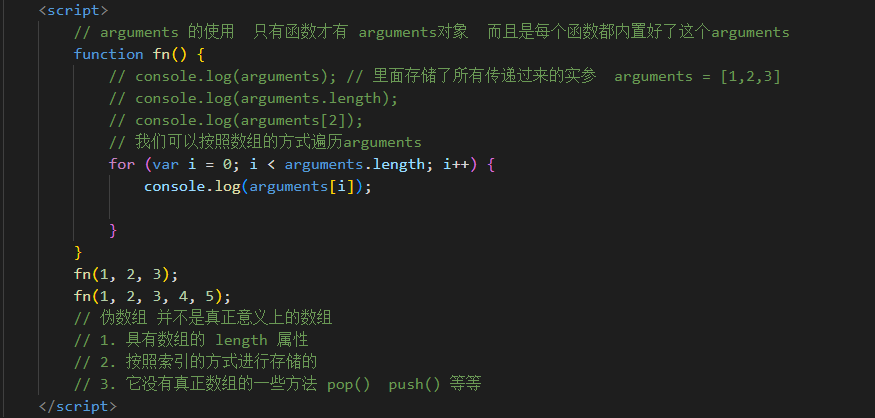 <script>
// arguments 的使用  只有函数才有 arguments对象  而且是每个函数都内置好了这个arguments
function fn() {
// console.log(arguments); // 里面存储了所有传递过来的实参  arguments = [1,2,3]
// console.log(arguments.length);
// console.log(arguments[2]);
// 我们可以按照数组的方式遍历arguments
for (var i = 0; i < arguments.length; i++) {
console.log(arguments[i]);
}
}
fn(1, 2, 3);
fn(1, 2, 3, 4, 5);
// 伪数组 并不是真正意义上的数组
// 1. 具有数组的 length 属性
// 2. 按照索引的方式进行存储的
// 3. 它没有真正数组的一些方法 pop()  push() 等等
</script>